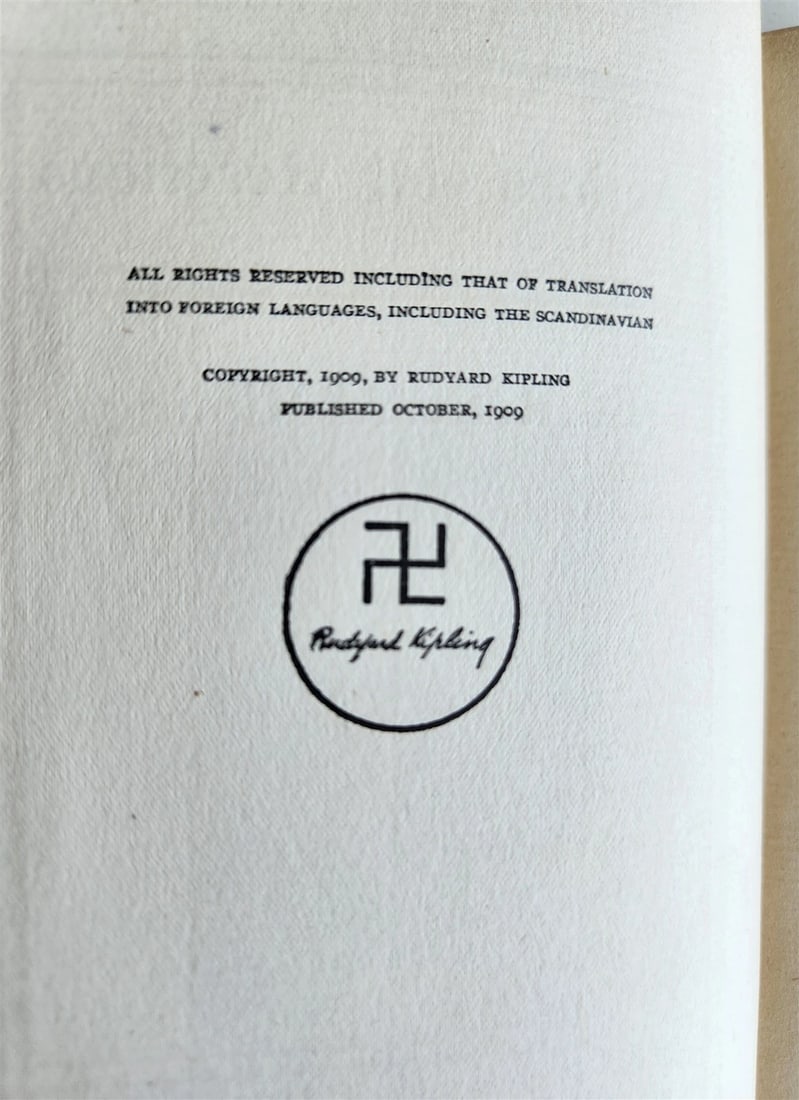 ALL RIGHTS RESERVED INCLUDING THAT OF TRANSLATION
INTO FOREIGN LANGUAGES, INCLUDING THE SCANDINAVIAN
COPYRIGHT, 1909, BY RUDYARD KIPLING
PUBLISHED OCTOBER, 1909
Rudyard Kipling